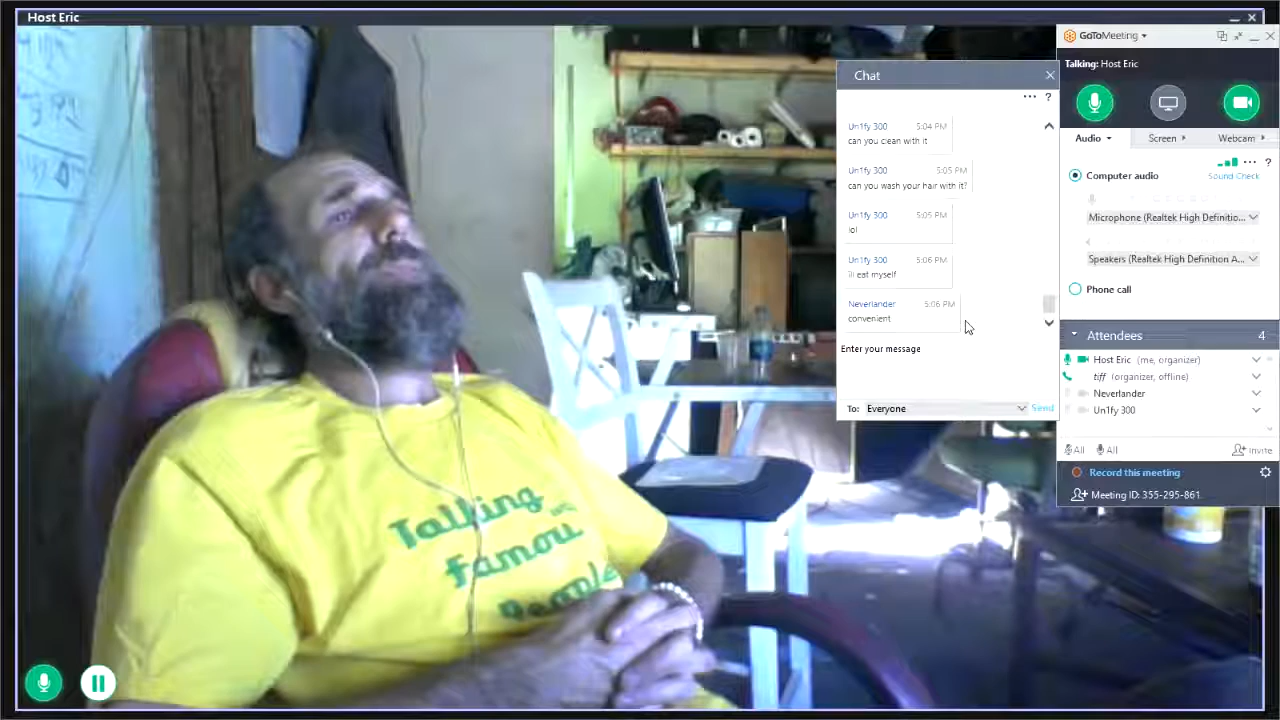 Host Eric
GoToMeeting
Talking: Host Eric
Chat
Un1fy 300 5:04 PM
can you clean with it
Un1fy 300 5:05 PM
can you wash your hair with it?
Un1fy 300 5:05 PM
lol
Un1fy 300 5:06 PM
ill eat myself
Neverlander 5:06 PM
convenient
Enter your message
To: Everyone Send
Audio Screen Webcam
... ?
Computer audio Sound Check
Microphone (Realtek High Definitio...
Speakers (Realtek High Definition A...
Phone call
Attendees 4
Host Eric (me, organizer)
tiff (organizer, offline)
Neverlander
Un1fy 300
All All Invite
Record this meeting
Meeting ID: 355-295-861
Talking
Famou
People